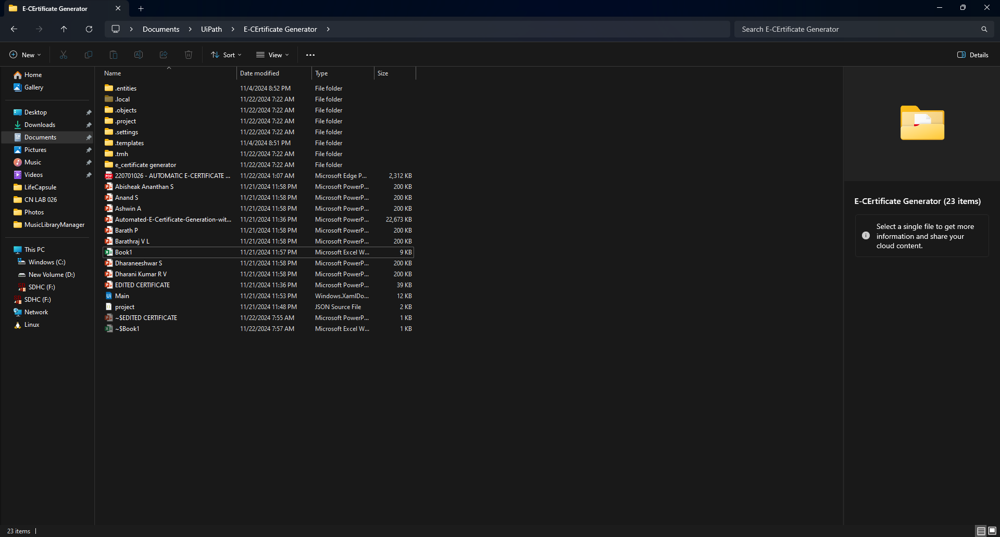 E-CErtificate Generator
Documents > UiPath > E-CErtificate Generator >
Search E-CErtificate Generator
New
Sort
View
Details
Home
Gallery
Desktop
Downloads
Documents
Pictures
Music
Videos
LifeCapsule
CN LAB 026
Photos
MusicLibraryManager
This PC
Windows (C:)
New Volume (D:)
SDHC (F:)
SDHC (F:)
Network
Linux
Name Date modified Type Size
.entities 11/4/2024 8:52 PM File folder
.local 11/22/2024 7:22 AM File folder
.objects 11/22/2024 7:22 AM File folder
.project 11/22/2024 7:22 AM File folder
.settings 11/22/2024 7:22 AM File folder
.templates 11/4/2024 8:51 PM File folder
.tmh 11/22/2024 7:22 AM File folder
e_certificate generator 11/22/2024 7:22 AM File folder
220701026 - AUTOMATIC E-CERTIFICATE ... 11/22/2024 1:07 AM Microsoft Edge P... 2,312 KB
Abisheak Ananthan S 11/21/2024 11:58 PM Microsoft PowerP... 200 KB
Anand S 11/21/2024 11:58 PM Microsoft PowerP... 200 KB
Ashwin A 11/21/2024 11:58 PM Microsoft PowerP... 200 KB
Automated-E-Certificate-Generation-wit... 11/21/2024 11:36 PM Microsoft PowerP... 22,673 KB
Barath P 11/21/2024 11:58 PM Microsoft PowerP... 200 KB
Barathraj V L 11/21/2024 11:58 PM Microsoft PowerP... 200 KB
Book1 11/21/2024 11:57 PM Microsoft Excel W... 9 KB
Dharaneeshwar S 11/21/2024 11:58 PM Microsoft PowerP... 200 KB
Dharani Kumar R V 11/21/2024 11:58 PM Microsoft PowerP... 200 KB
EDITED CERTIFICATE 11/21/2024 11:36 PM Microsoft PowerP... 39 KB
Main 11/21/2024 11:53 PM Windows.XamlDo... 12 KB
project 11/21/2024 11:48 PM JSON Source File 2 KB
~$EDITED CERTIFICATE 11/22/2024 7:55 AM Microsoft PowerP... 1 KB
~$Book1 11/22/2024 7:57 AM Microsoft Excel W... 1 KB
E-CErtificate Generator (23 items)
Select a single file to get more
information and share your
cloud content.
23 items